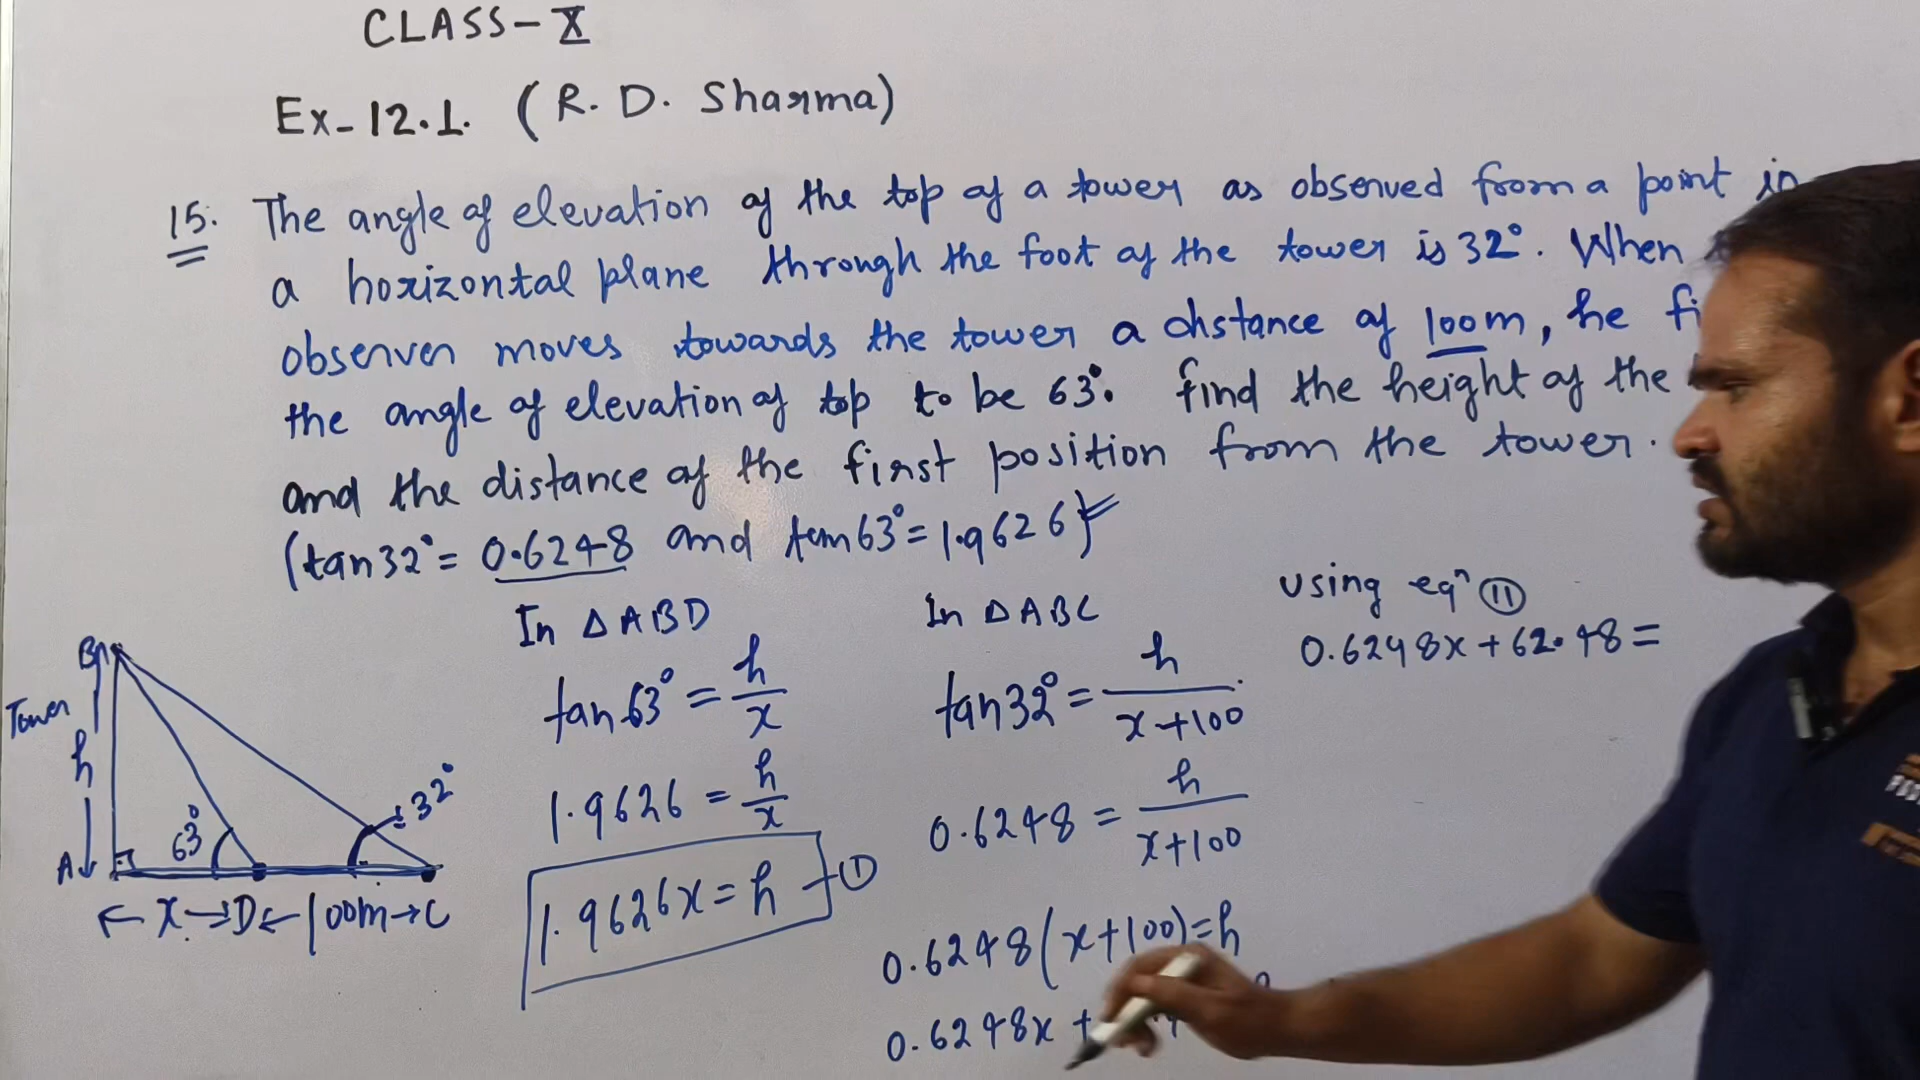 CLASS-X
Ex-12.1. (R. D. Sharma)
15. The angle of elevation of the top of a tower as observed from a point in
a horizontal plane through the foot of the tower is 32°. When
observer moves towards the tower a distance of 100m, he
the angle of elevation of top to be 63°. find the height of the
and the distance of the first position from the tower.
(tan32° = 0.6248 and tan63° = 1.9626)
In △ABD
tan63° = h/x
1.9626 = h/x
1.9626x = h -①
In △ABC
tan32° = h/x+100
0.6248 = h/x+100
0.6248(x+100)=h
0.6248x +
using eqⁿ ⑪
0.6248x + 62.48 =
B
Tower
h
A
63°
32°
← x → D ← 100m → C